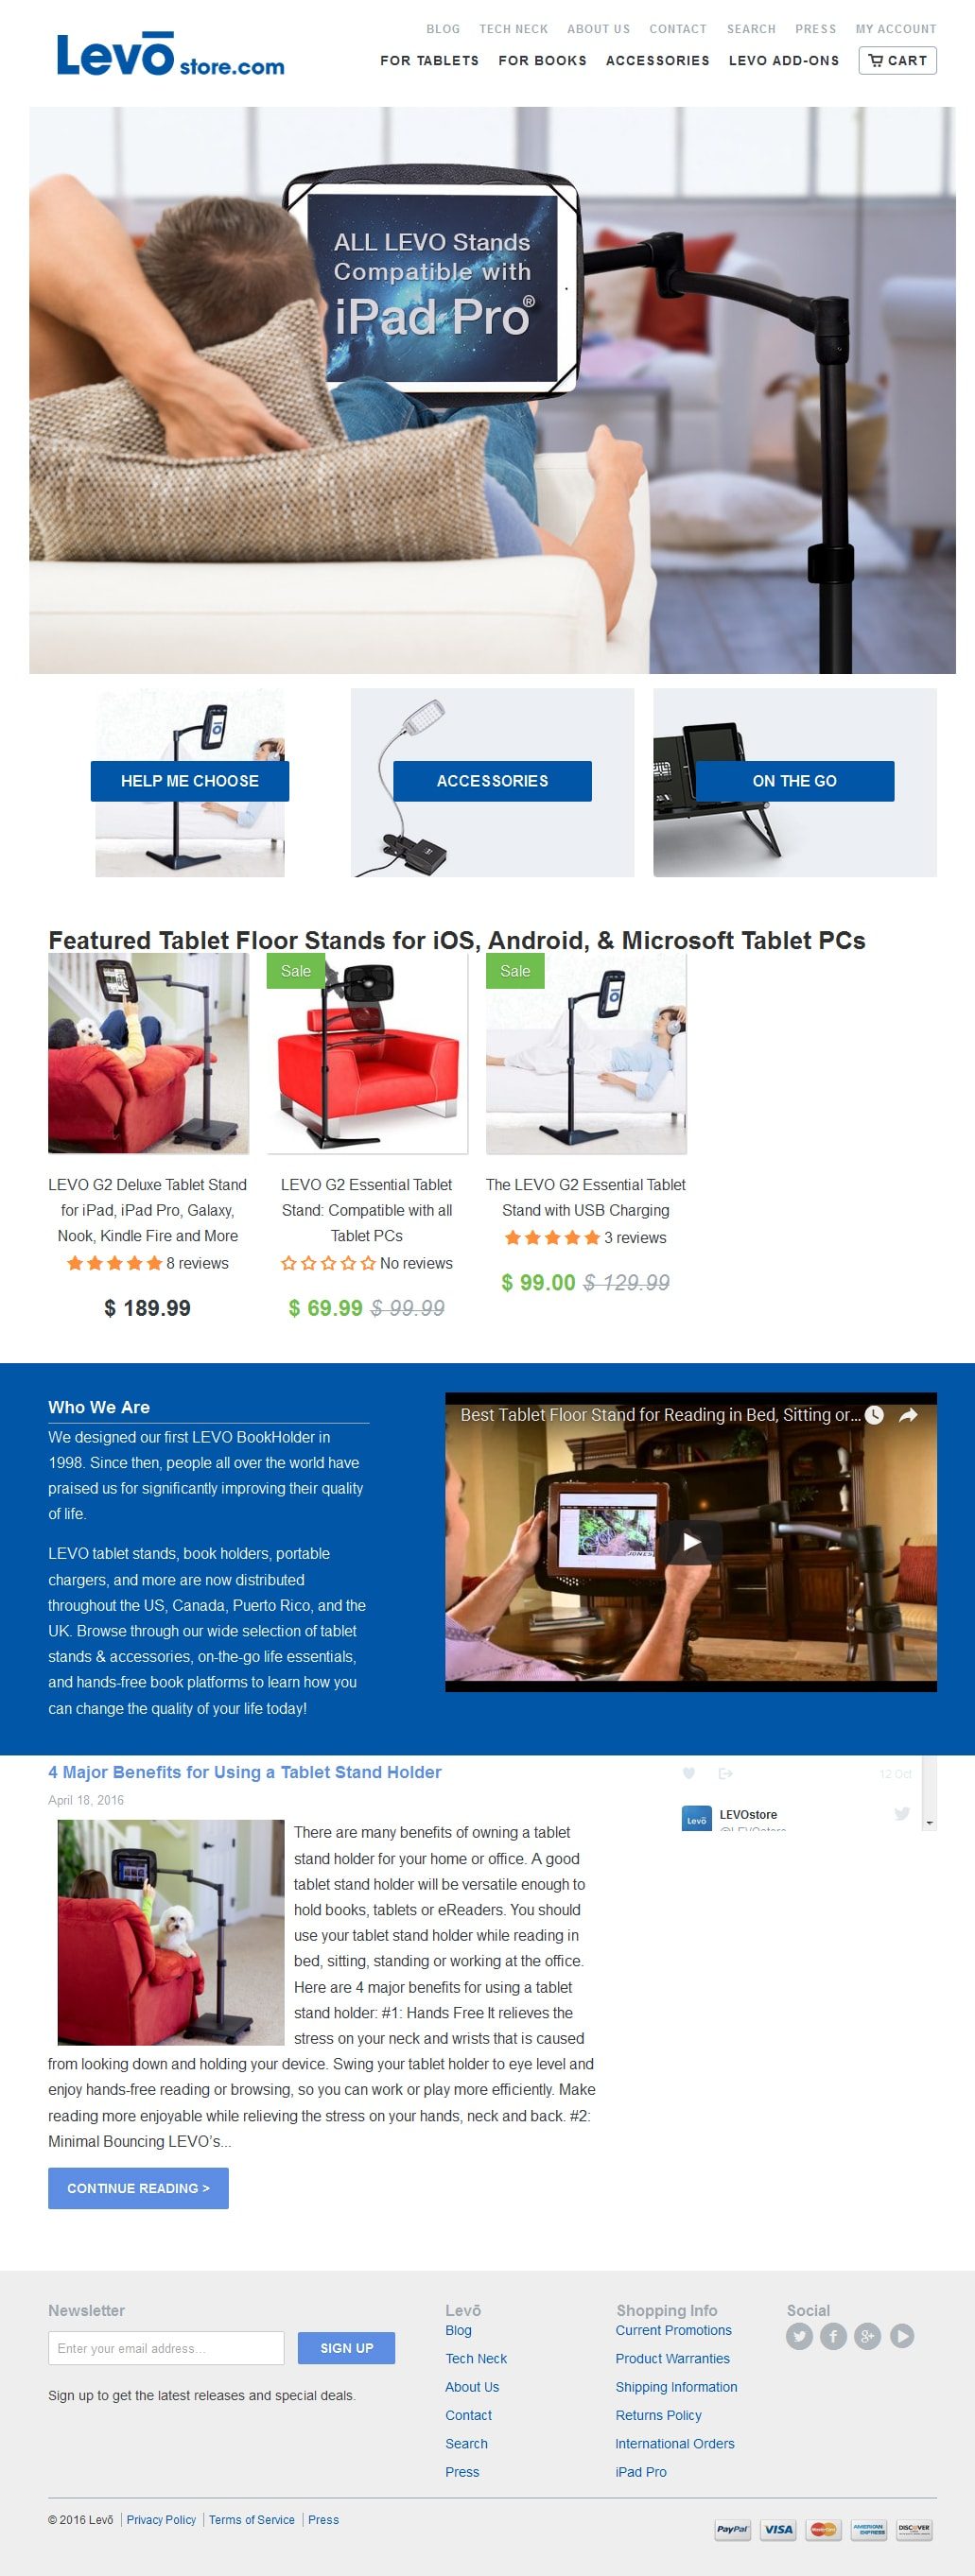 Levō store.com
BLOG TECH NECK ABOUT US CONTACT SEARCH PRESS MY ACCOUNT
FOR TABLETS FOR BOOKS ACCESSORIES LEVO ADD-ONS CART
ALL LEVO Stands
Compatible with
iPad Pro®
HELP ME CHOOSE
ACCESSORIES
ON THE GO
Featured Tablet Floor Stands for iOS, Android, & Microsoft Tablet PCs
Sale
Sale
LEVO G2 Deluxe Tablet Stand
for iPad, iPad Pro, Galaxy,
Nook, Kindle Fire and More
8 reviews
$ 189.99
LEVO G2 Essential Tablet
Stand: Compatible with all
Tablet PCs
No reviews
$ 69.99 $ 99.99
The LEVO G2 Essential Tablet
Stand with USB Charging
3 reviews
$ 99.00 $ 129.99
Who We Are
We designed our first LEVO BookHolder in
1998. Since then, people all over the world have
praised us for significantly improving their quality
of life.
LEVO tablet stands, book holders, portable
chargers, and more are now distributed
throughout the US, Canada, Puerto Rico, and the
UK. Browse through our wide selection of tablet
stands & accessories, on-the-go life essentials,
and hands-free book platforms to learn how you
can change the quality of your life today!
Best Tablet Floor Stand for Reading in Bed, Sitting or...
4 Major Benefits for Using a Tablet Stand Holder
April 18, 2016
There are many benefits of owning a tablet
stand holder for your home or office. A good
tablet stand holder will be versatile enough to
hold books, tablets or eReaders. You should
use your tablet stand holder while reading in
bed, sitting, standing or working at the office.
Here are 4 major benefits for using a tablet
stand holder: #1: Hands Free It relieves the
stress on your neck and wrists that is caused
from looking down and holding your device. Swing your tablet holder to eye level and
enjoy hands-free reading or browsing, so you can work or play more efficiently. Make
reading more enjoyable while relieving the stress on your hands, neck and back. #2:
Minimal Bouncing LEVO's...
CONTINUE READING >
12 Oct
Levō
LEVOstore
@LEVOstore
Newsletter
Enter your email address...
SIGN UP
Sign up to get the latest releases and special deals.
Levō
Blog
Tech Neck
About Us
Contact
Search
Press
Shopping Info
Current Promotions
Product Warranties
Shipping Information
Returns Policy
International Orders
iPad Pro
Social
© 2016 Levō Privacy Policy Terms of Service Press
PayPal VISA MasterCard AMERICAN EXPRESS DISCOVER